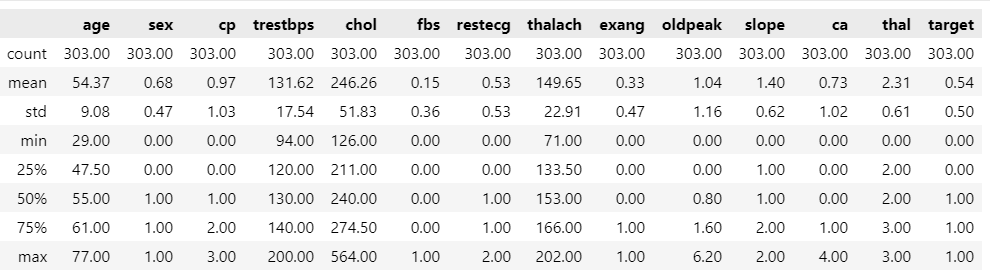 age sex cp trestbps chol fbs restecg thalach exang oldpeak slope ca thal target
count 303.00 303.00 303.00 303.00 303.00 303.00 303.00 303.00 303.00 303.00 303.00 303.00 303.00 303.00
mean 54.37 0.68 0.97 131.62 246.26 0.15 0.53 149.65 0.33 1.04 1.40 0.73 2.31 0.54
std 9.08 0.47 1.03 17.54 51.83 0.36 0.53 22.91 0.47 1.16 0.62 1.02 0.61 0.50
min 29.00 0.00 0.00 94.00 126.00 0.00 0.00 71.00 0.00 0.00 0.00 0.00 0.00 0.00
25% 47.50 0.00 0.00 120.00 211.00 0.00 0.00 133.50 0.00 0.00 1.00 0.00 2.00 0.00
50% 55.00 1.00 1.00 130.00 240.00 0.00 1.00 153.00 0.00 0.80 1.00 0.00 2.00 1.00
75% 61.00 1.00 2.00 140.00 274.50 0.00 1.00 166.00 1.00 1.60 2.00 1.00 3.00 1.00
max 77.00 1.00 3.00 200.00 564.00 1.00 2.00 202.00 1.00 6.20 2.00 4.00 3.00 1.00